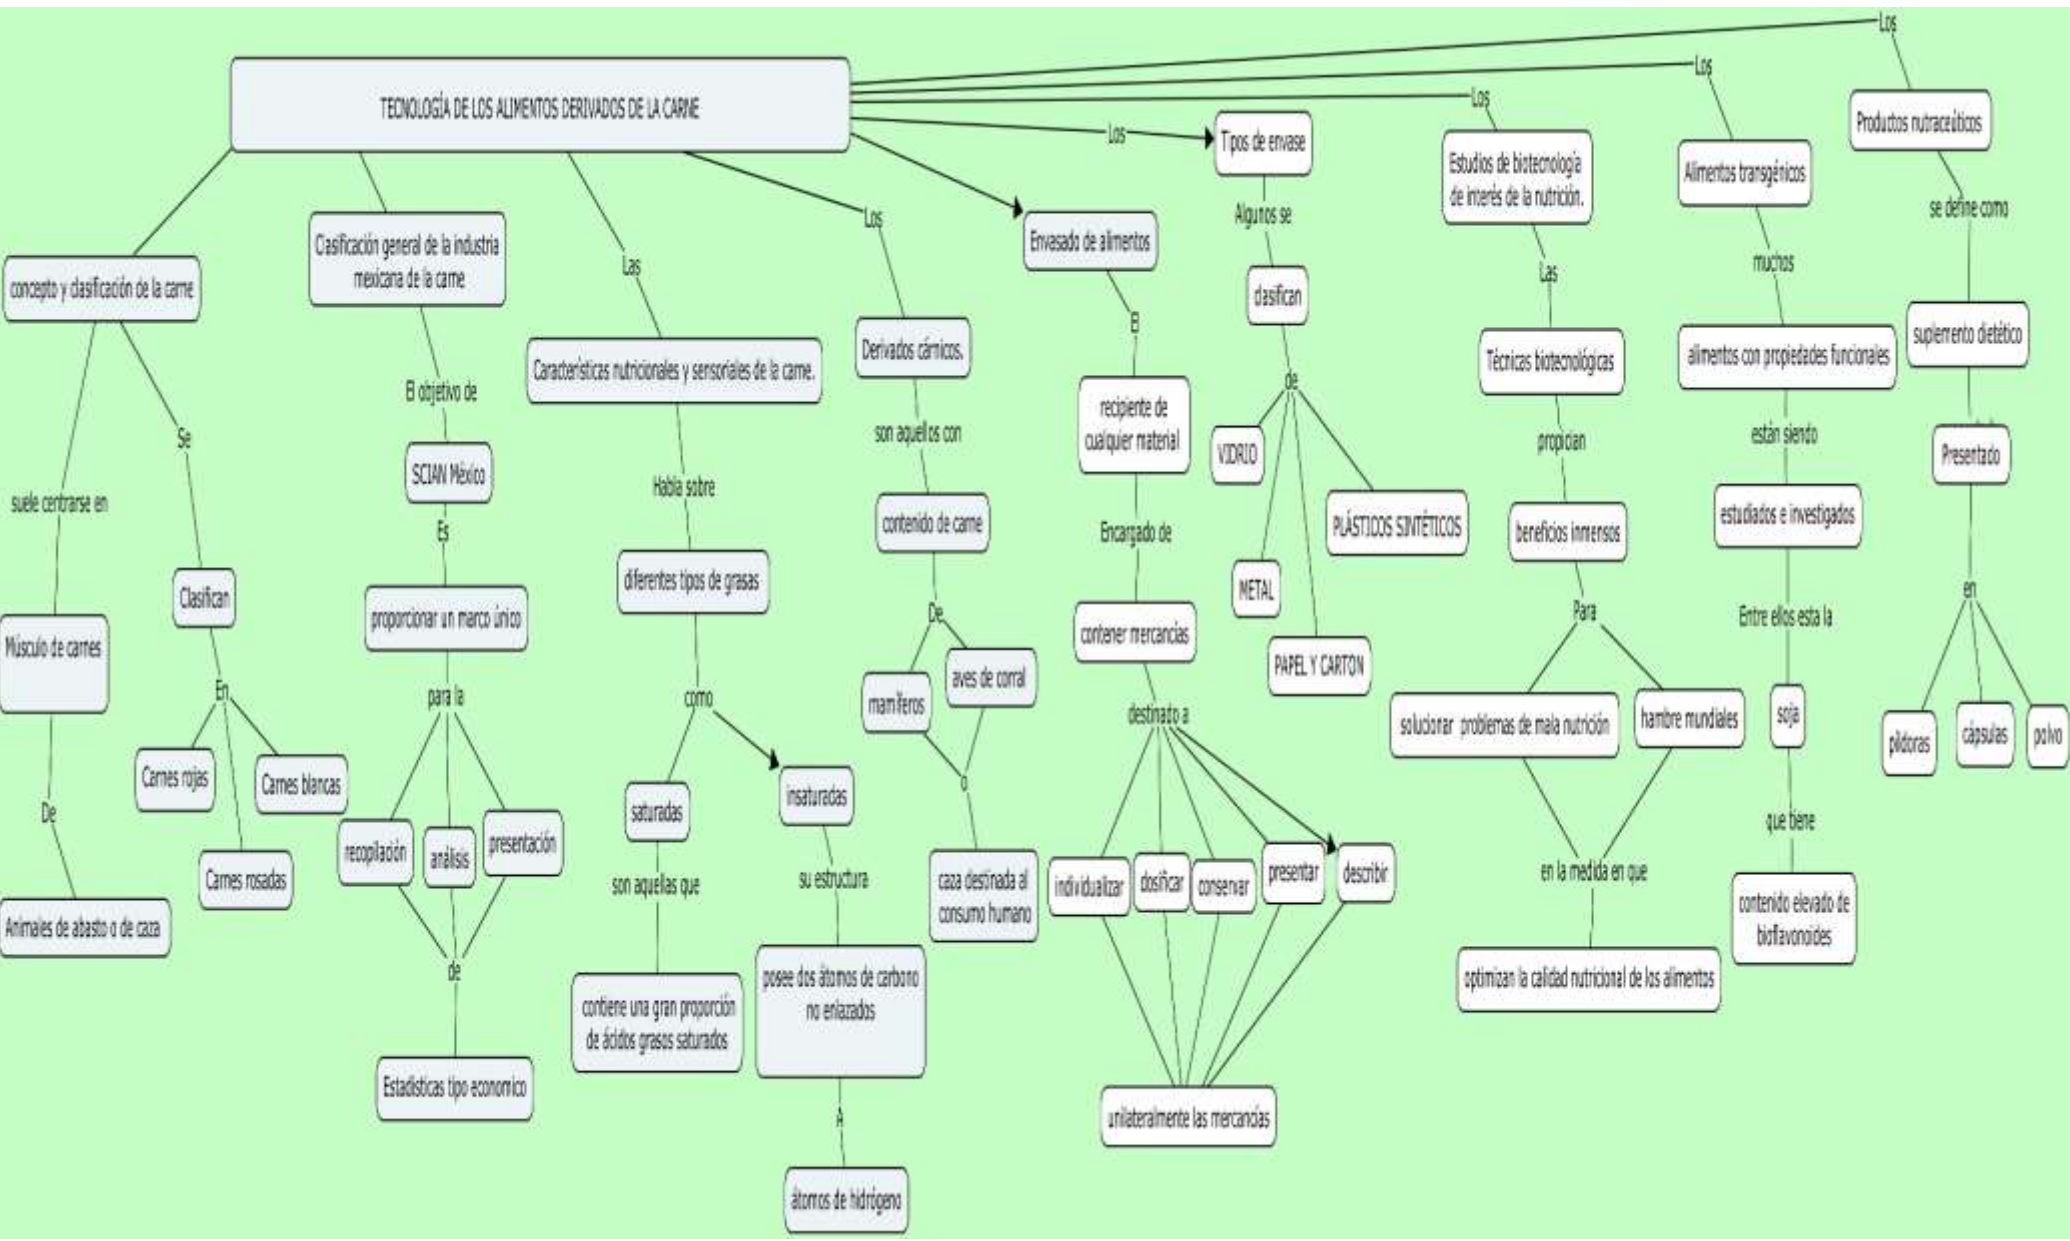 TECNOLOGÍA DE LOS ALIMENTOS DERIVADOS DE LA CARNE
concepto y clasificación de la carne
suele centrarse en
Músculo de carnes
De
Animales de abasto o de caza
Se
Clasifican
En
Carnes rojas
Carnes rosadas
Carnes blancas
Clasificación general de la industria
mexicana de la carne
El objetivo de
SCIAN México
Es
proporcionar un marco único
para la
recopilación
análisis
presentación
de
Estadísticas tipo economico
Las
Características nutricionales y sensoriales de la carne.
Habla sobre
diferentes tipos de grasas
como
saturadas
son aquellas que
contiene una gran proporción
de ácidos grasos saturados
insaturadas
su estructura
posee dos átomos de carbono
no enlazados
A
átomos de hidrógeno
Los
Derivados cárnicos.
son aquellos con
contenido de carne
De
mamíferos
aves de corral
o
caza destinada al
consumo humano
Envasado de alimentos
El
recipiente de
cualquier material
Encargado de
contener mercancías
destinado a
individualizar
dosificar
conservar
presentar
describir
unilateralmente las mercancías
Los
Tipos de envase
Algunos se
clasifican
de
VIDRIO
METAL
PAPEL Y CARTON
PLÁSTICOS SINTÉTICOS
Los
Estudios de biotecnología
de interés de la nutrición.
Las
Técnicas biotecnológicas
propician
beneficios inmensos
Para
solucionar problemas de mala nutrición
hambre mundiales
en la medida en que
optimizan la calidad nutricional de los alimentos
Los
Alimentos transgénicos
muchos
alimentos con propiedades funcionales
están siendo
estudiados e investigados
Entre ellos esta la
soja
que tiene
contenido elevado de
bioflavonoides
Los
Productos nutraceúticos
se define como
suplemento dietético
Presentado
en
píldoras
cápsulas
polvo